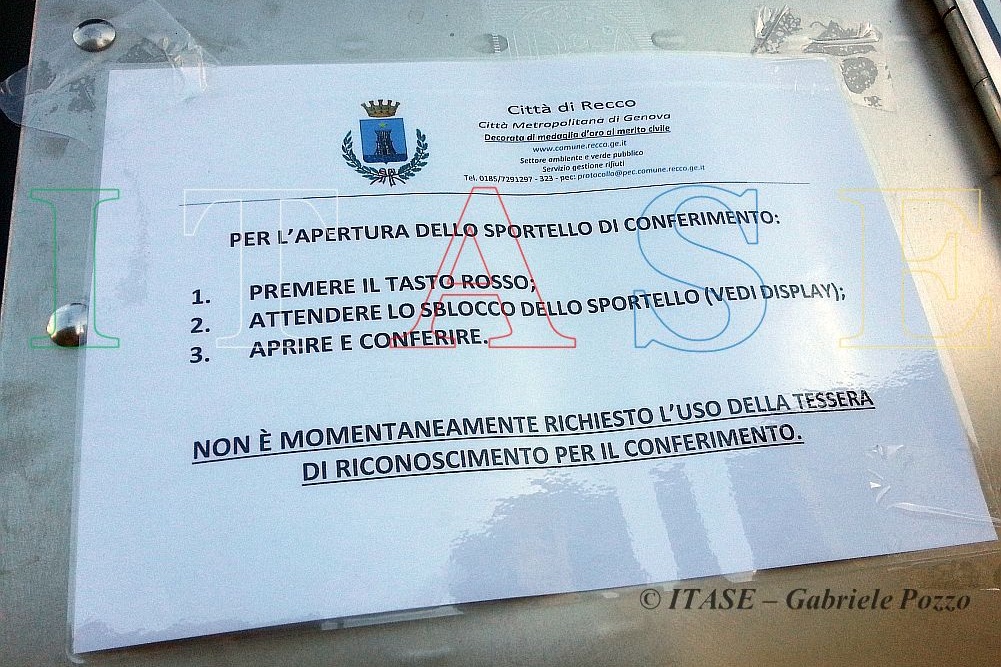 Città di Recco
Città Metropolitana di Genova
Decorata di medaglia d'oro al merito civile
www.comune.recco.ge.it
Settore ambiente e verde pubblico
Servizio gestione rifiuti
Tel. 0185/7291297 - 323 - pec: protocollo@pec.comune.recco.ge.it
PER L'APERTURA DELLO SPORTELLO DI CONFERIMENTO:
1. PREMERE IL TASTO ROSSO;
2. ATTENDERE LO SBLOCCO DELLO SPORTELLO (VEDI DISPLAY);
3. APRIRE E CONFERIRE.
NON È MOMENTANEAMENTE RICHIESTO L'USO DELLA TESSERA
DI RICONOSCIMENTO PER IL CONFERIMENTO.
ITASE
© ITASE – Gabriele Pozzo